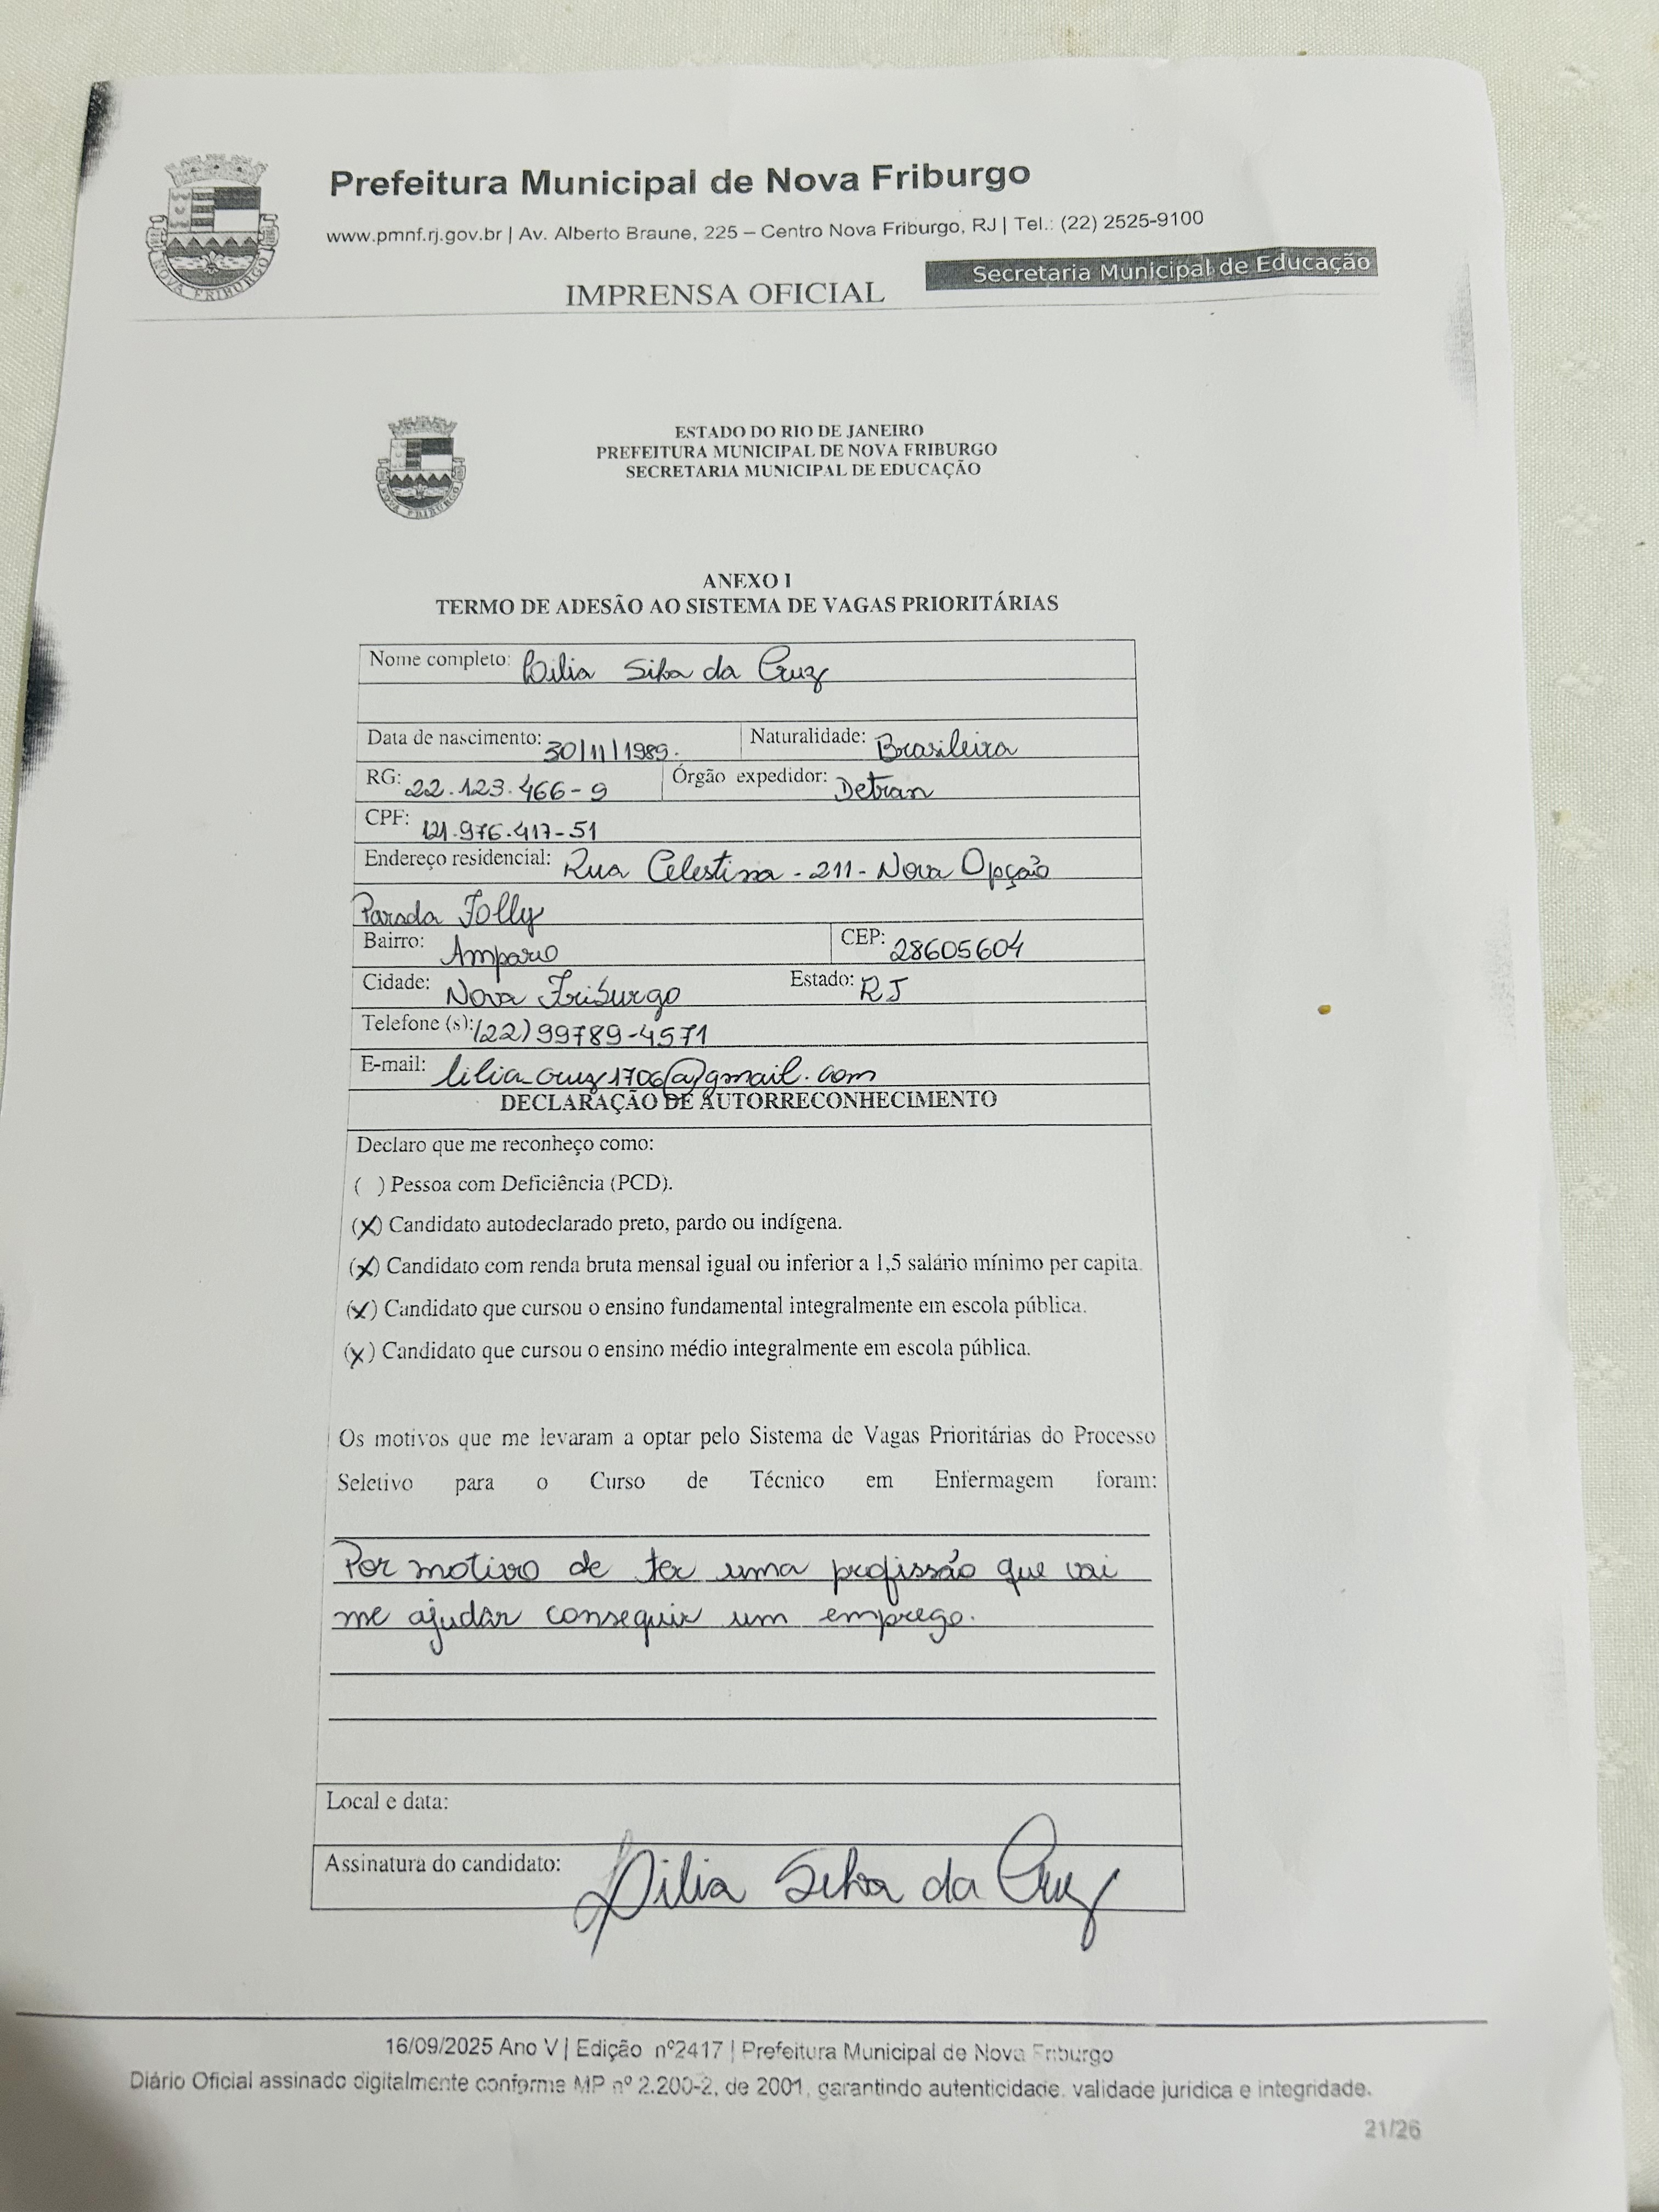 Prefeitura Municipal de Nova Friburgo
www.pmnf.rj.gov.br | Av. Alberto Braune, 225 – Centro Nova Friburgo, RJ | Tel.: (22) 2525-9100
Secretaria Municipal de Educação
IMPRENSA OFICIAL
NOVA FRIBURGO
ESTADO DO RIO DE JANEIRO
PREFEITURA MUNICIPAL DE NOVA FRIBURGO
SECRETARIA MUNICIPAL DE EDUCAÇÃO
NOVA FRIBURGO
ANEXO I
TERMO DE ADESÃO AO SISTEMA DE VAGAS PRIORITÁRIAS
Nome completo: Lilia Silva da Cruz
Data de nascimento: 30/11/1989. Naturalidade: Brasileira
RG: 22.123.466-9 Órgão expedidor: Detran
CPF: 121.976.417-51
Endereço residencial: Rua Celestina - 211 - Nova Opção
Parada Folly
Bairro: Amparo CEP: 28605604
Cidade: Nova Friburgo Estado: RJ
Telefone (s): (22) 99789-4571
E-mail: lilia_cruz1706@gmail.com
DECLARAÇÃO DE AUTORRECONHECIMENTO
Declaro que me reconheço como:
( ) Pessoa com Deficiência (PCD).
(X) Candidato autodeclarado preto, pardo ou indígena.
(X) Candidato com renda bruta mensal igual ou inferior a 1,5 salário mínimo per capita.
(X) Candidato que cursou o ensino fundamental integralmente em escola pública.
(X) Candidato que cursou o ensino médio integralmente em escola pública.
Os motivos que me levaram a optar pelo Sistema de Vagas Prioritárias do Processo
Seletivo para o Curso de Técnico em Enfermagem foram:
Por motivo de ter uma profissão que vai
me ajudar conseguir um emprego.
Local e data:
Assinatura do candidato: Lilia Silva da Cruz
16/09/2025 Ano V | Edição nº2417 | Prefeitura Municipal de Nova Friburgo
Diário Oficial assinado digitalmente conforme MP nº 2.200-2, de 2001, garantindo autenticidade, validade jurídica e integridade.
21/26